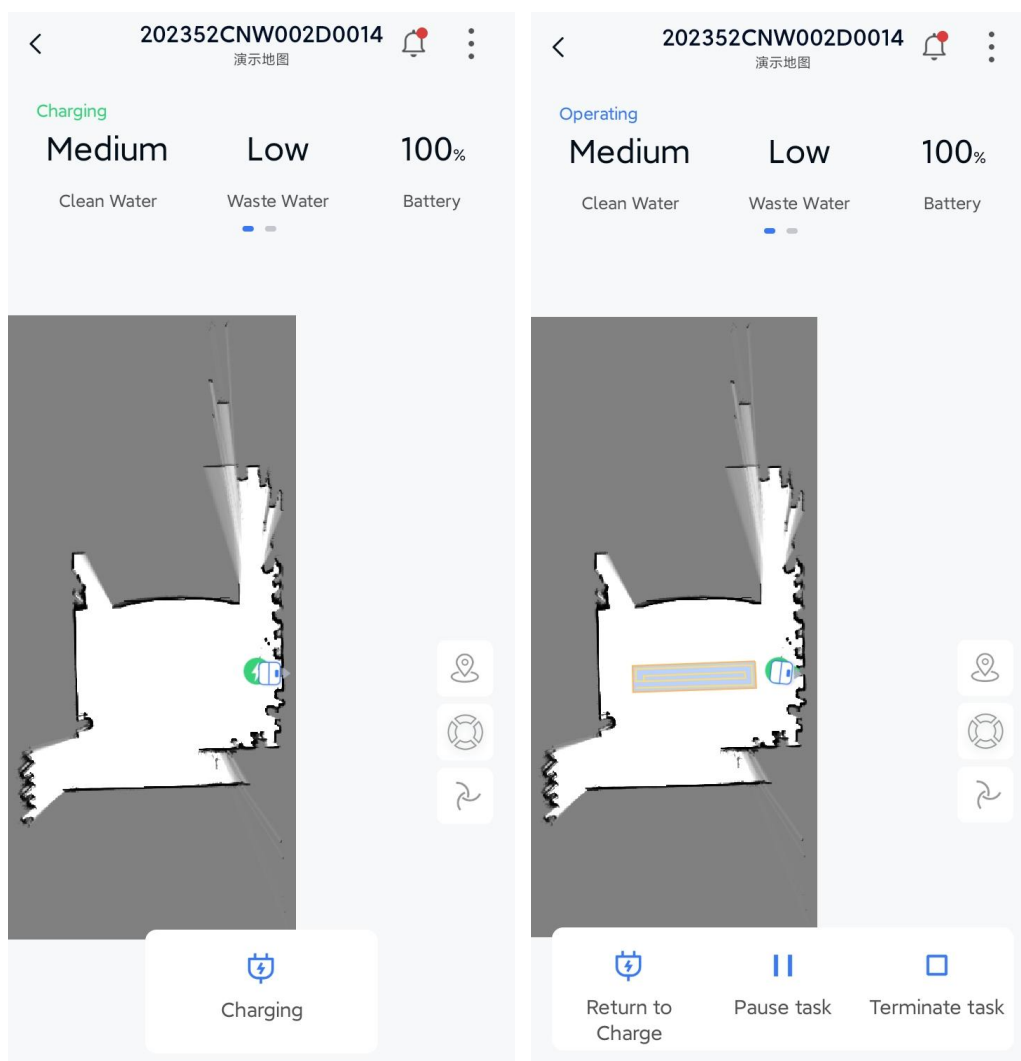 202352CNW002D0014
演示地图
Charging
Medium Low 100%
Clean Water Waste Water Battery
Charging
202352CNW002D0014
演示地图
Operating
Medium Low 100%
Clean Water Waste Water Battery
Return to
Charge
Pause task
Terminate task